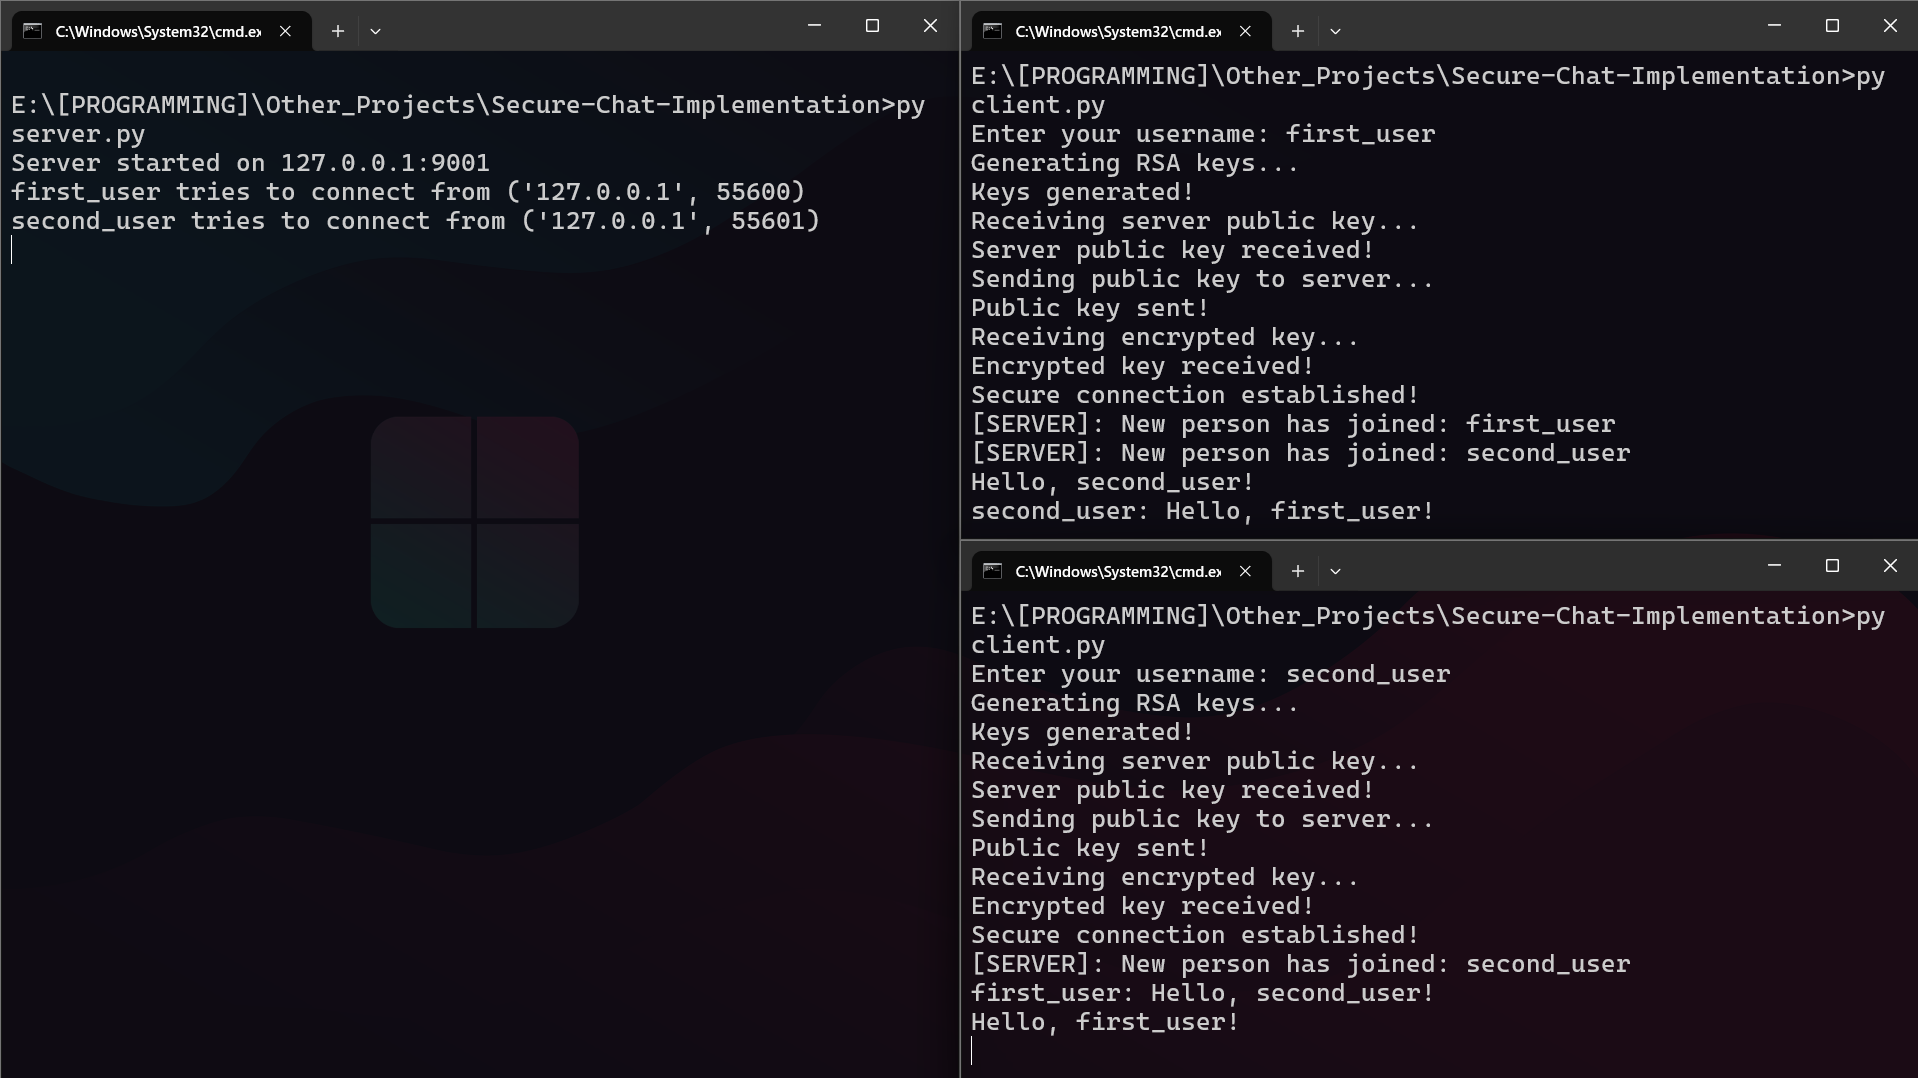 C:\Windows\System32\cmd.ex
E:\[PROGRAMMING]\Other_Projects\Secure-Chat-Implementation>py
server.py
Server started on 127.0.0.1:9001
first_user tries to connect from ('127.0.0.1', 55600)
second_user tries to connect from ('127.0.0.1', 55601)
C:\Windows\System32\cmd.ex
E:\[PROGRAMMING]\Other_Projects\Secure-Chat-Implementation>py
client.py
Enter your username: first_user
Generating RSA keys...
Keys generated!
Receiving server public key...
Server public key received!
Sending public key to server...
Public key sent!
Receiving encrypted key...
Encrypted key received!
Secure connection established!
[SERVER]: New person has joined: first_user
[SERVER]: New person has joined: second_user
Hello, second_user!
second_user: Hello, first_user!
C:\Windows\System32\cmd.ex
E:\[PROGRAMMING]\Other_Projects\Secure-Chat-Implementation>py
client.py
Enter your username: second_user
Generating RSA keys...
Keys generated!
Receiving server public key...
Server public key received!
Sending public key to server...
Public key sent!
Receiving encrypted key...
Encrypted key received!
Secure connection established!
[SERVER]: New person has joined: second_user
first_user: Hello, second_user!
Hello, first_user!